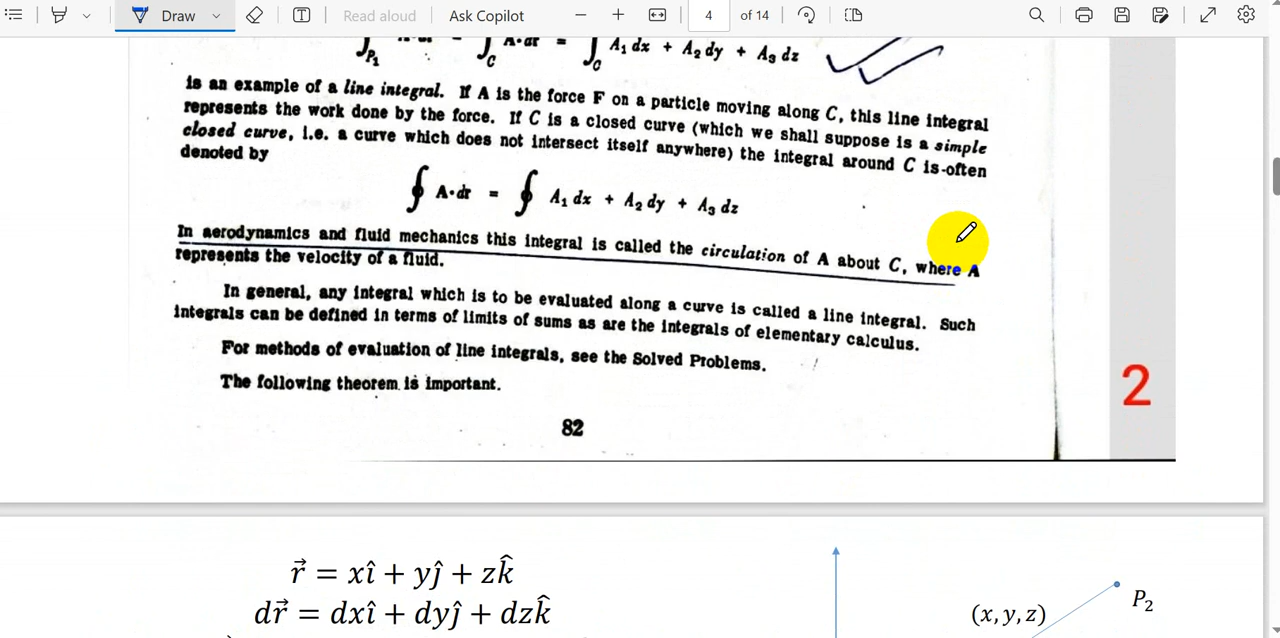 Draw
Read aloud
Ask Copilot
4 of 14
∫P₁ = ∫C A·dr = ∫C A₁ dx + A₂ dy + A₃ dz
is an example of a line integral. If A is the force F on a particle moving along C, this line integral
represents the work done by the force. If C is a closed curve (which we shall suppose is a simple
closed curve, i.e. a curve which does not intersect itself anywhere) the integral around C is often
denoted by
∮ A·dr = ∮ A₁ dx + A₂ dy + A₃ dz
In aerodynamics and fluid mechanics this integral is called the circulation of A about C, where A
represents the velocity of a fluid.
In general, any integral which is to be evaluated along a curve is called a line integral. Such
integrals can be defined in terms of limits of sums as are the integrals of elementary calculus.
For methods of evaluation of line integrals, see the Solved Problems.
The following theorem is important.
82
2
r⃗ = xî + yĵ + zk̂
dr⃗ = dxî + dyĵ + dzk̂
(x, y, z)
P₂